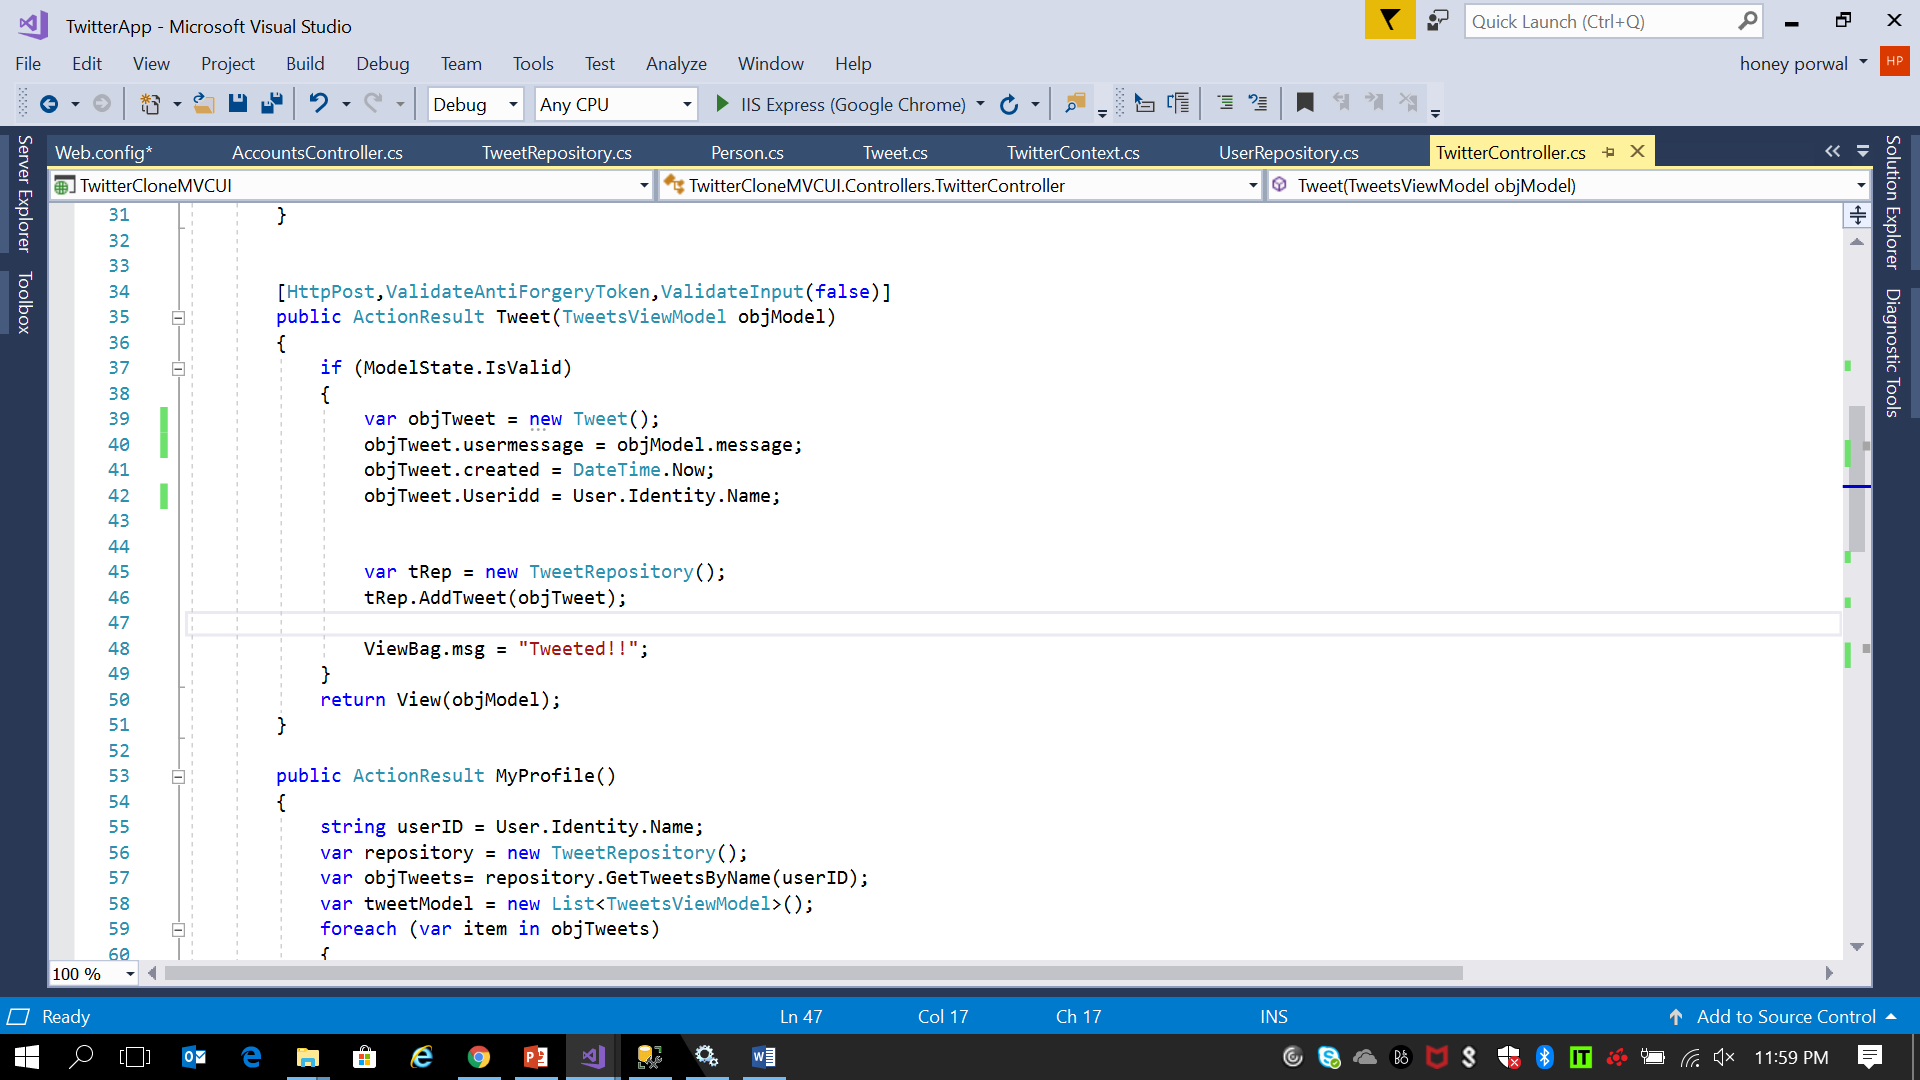 TwitterApp - Microsoft Visual Studio
Quick Launch (Ctrl+Q)
File Edit View Project Build Debug Team Tools Test Analyze Window Help
honey porwal HP
Debug Any CPU IIS Express (Google Chrome)
Server Explorer
Toolbox
Web.config* AccountsController.cs TweetRepository.cs Person.cs Tweet.cs TwitterContext.cs UserRepository.cs TwitterController.cs
TwitterCloneMVCUI TwitterCloneMVCUI.Controllers.TwitterController Tweet(TweetsViewModel objModel)
Solution Explorer
Diagnostic Tools
31 }
32
33
34 [HttpPost,ValidateAntiForgeryToken,ValidateInput(false)]
35 public ActionResult Tweet(TweetsViewModel objModel)
36 {
37 if (ModelState.IsValid)
38 {
39 var objTweet = new Tweet();
40 objTweet.usermessage = objModel.message;
41 objTweet.created = DateTime.Now;
42 objTweet.Useridd = User.Identity.Name;
43
44
45 var tRep = new TweetRepository();
46 tRep.AddTweet(objTweet);
47
48 ViewBag.msg = "Tweeted!!";
49 }
50 return View(objModel);
51 }
52
53 public ActionResult MyProfile()
54 {
55 string userID = User.Identity.Name;
56 var repository = new TweetRepository();
57 var objTweets= repository.GetTweetsByName(userID);
58 var tweetModel = new List<TweetsViewModel>();
59 foreach (var item in objTweets)
60 {
100 %
Ready Ln 47 Col 17 Ch 17 INS Add to Source Control
11:59 PM